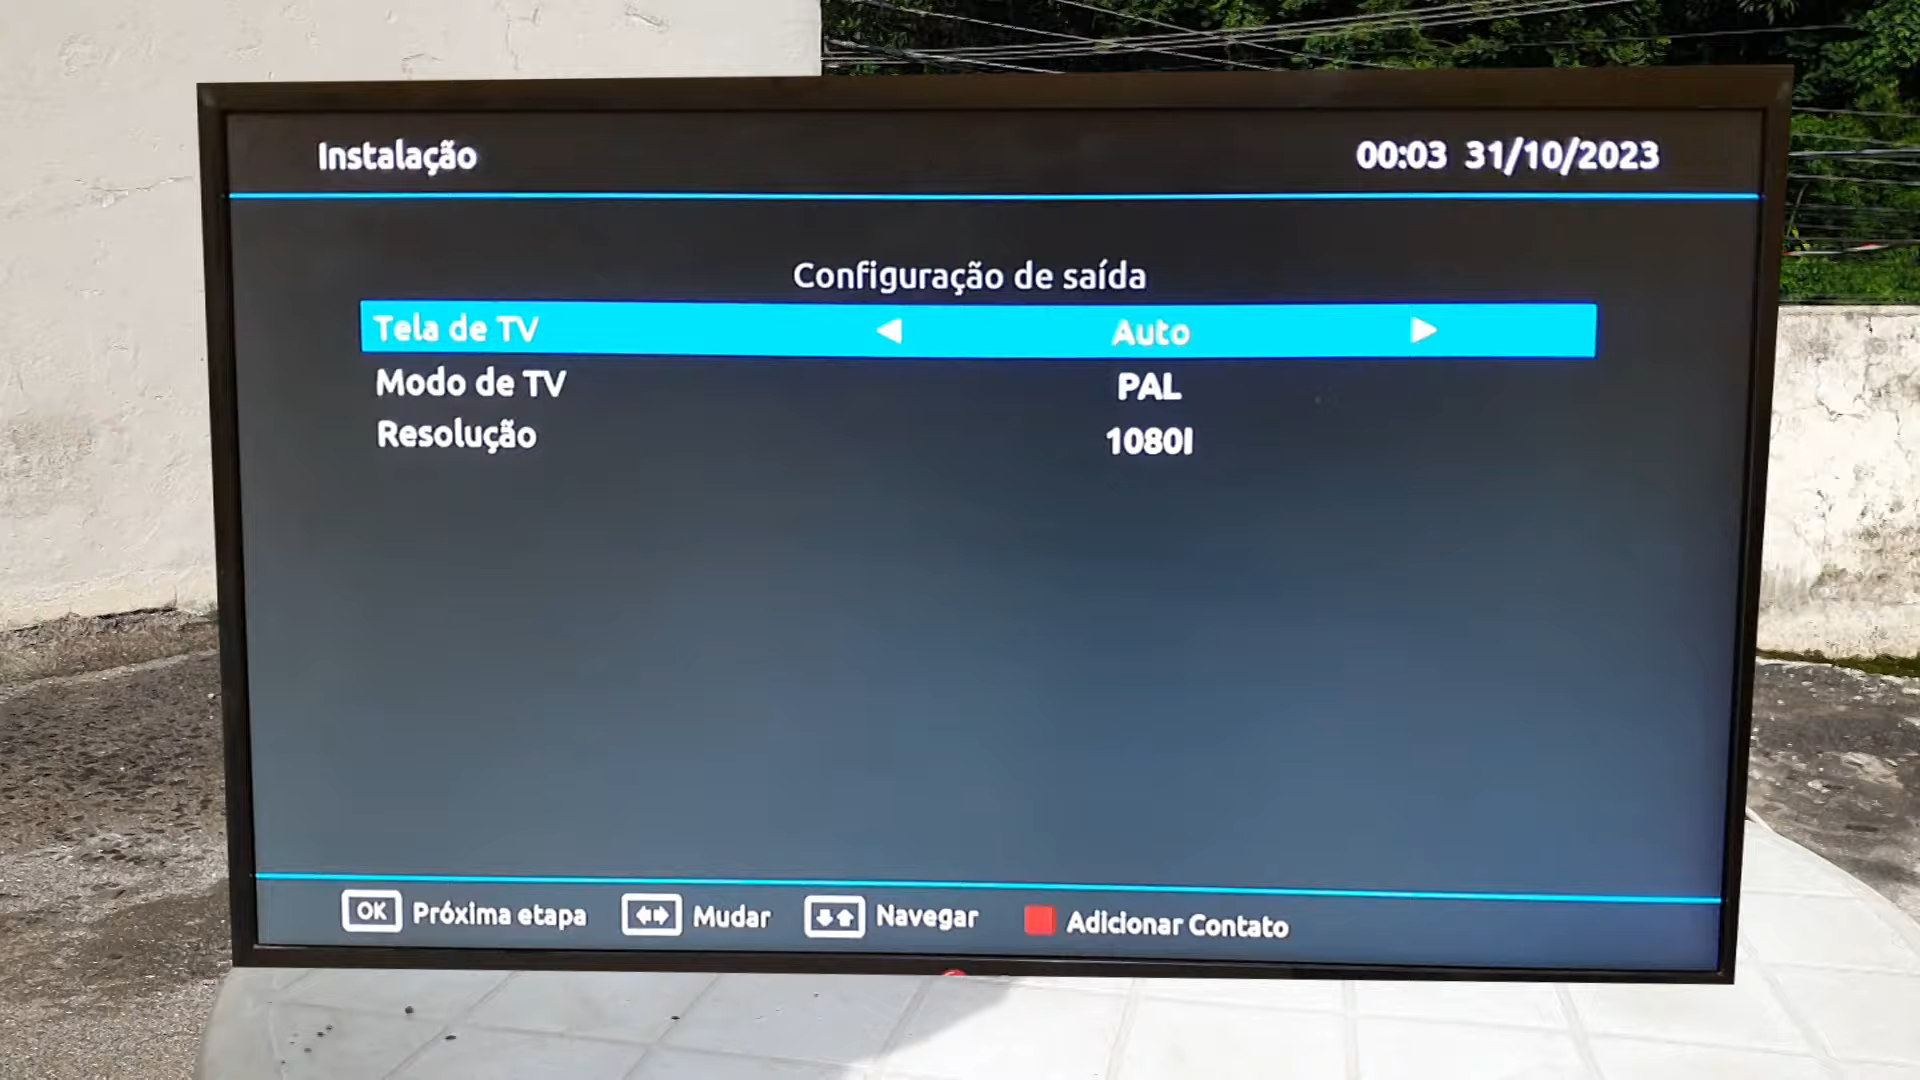 Instalação 00:03 31/10/2023
Configuração de saída
Tela de TV Auto
Modo de TV PAL
Resolução 1080I
OK Próxima etapa Mudar Navegar Adicionar Contato